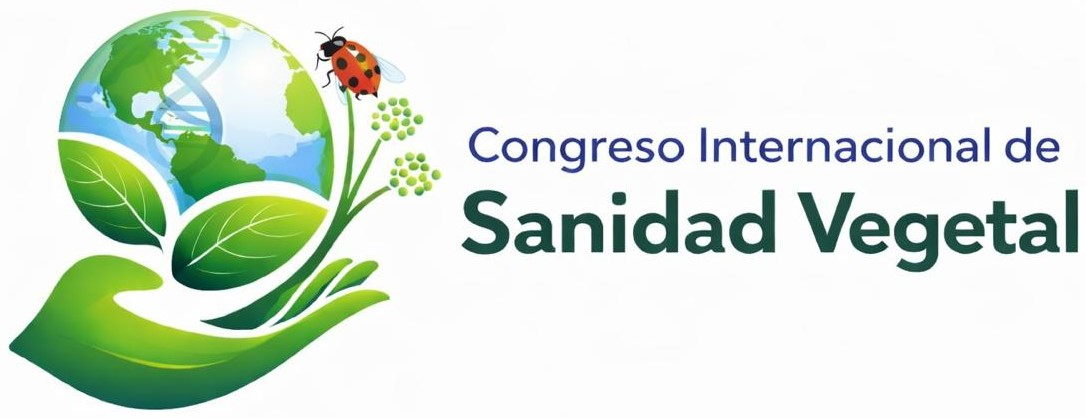 Congreso Internacional de
Sanidad Vegetal